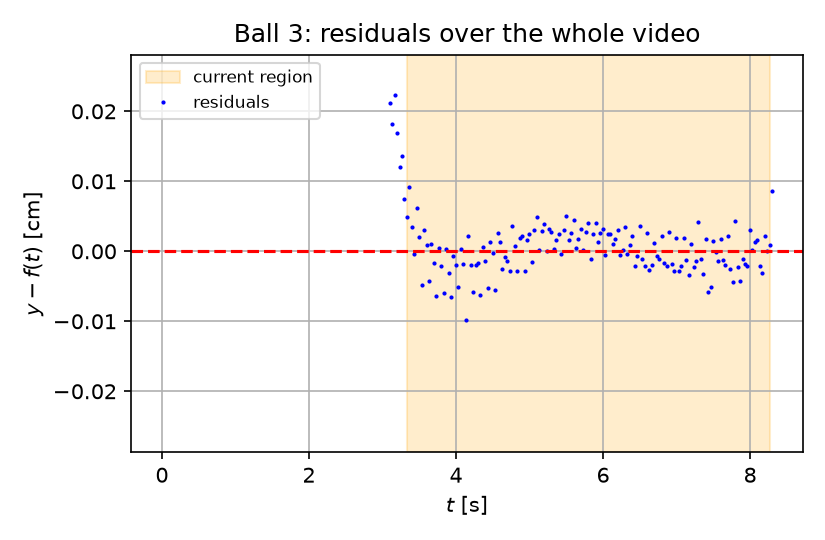 Ball 3: residuals over the whole video
current region
residuals
y − f(t) [cm]
0.02
0.01
0.00
−0.01
−0.02
0 2 4 6 8
t [s]